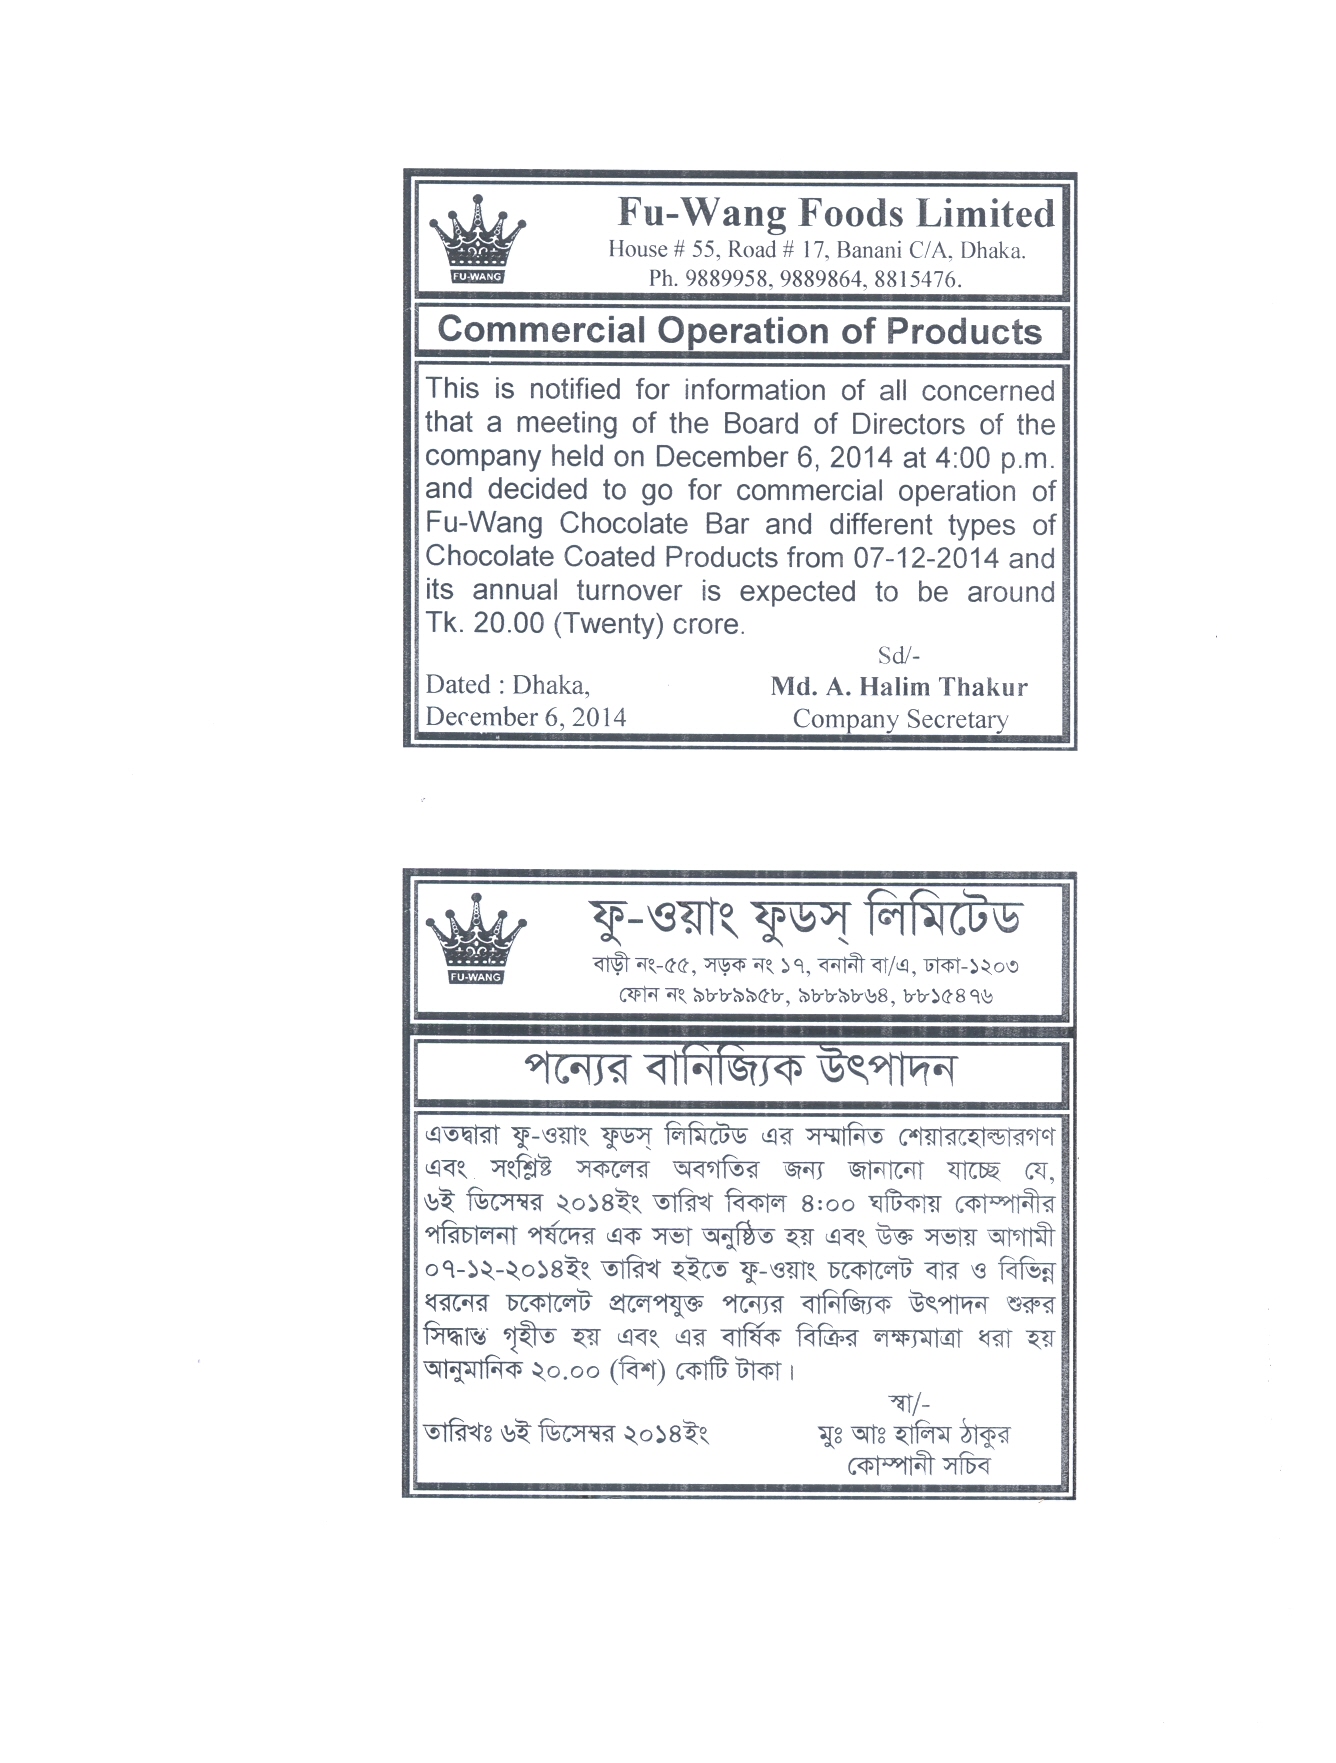 Fu-Wang Foods Limited
House # 55, Road # 17, Banani C/A, Dhaka.
Ph. 9889958, 9889864, 8815476.
FU-WANG
Commercial Operation of Products
This is notified for information of all concerned
that a meeting of the Board of Directors of the
company held on December 6, 2014 at 4:00 p.m.
and decided to go for commercial operation of
Fu-Wang Chocolate Bar and different types of
Chocolate Coated Products from 07-12-2014 and
its annual turnover is expected to be around
Tk. 20.00 (Twenty) crore.
Sd/-
Dated : Dhaka, Md. A. Halim Thakur
December 6, 2014 Company Secretary
ফু-ওয়াং ফুডস্ লিমিটেড
বাড়ী নং-৫৫, সড়ক নং ১৭, বনানী বা/এ, ঢাকা-১২০৩
ফোন নং ৯৮৮৯৯৫৮, ৯৮৮৯৮৬৪, ৮৮১৫৪৭৬
FU-WANG
পন্যের বানিজ্যিক উৎপাদন
এতদ্বারা ফু-ওয়াং ফুডস্ লিমিটেড এর সম্মানিত শেয়ারহোল্ডারগণ
এবং সংশ্লিষ্ট সকলের অবগতির জন্য জানানো যাচ্ছে যে,
৬ই ডিসেম্বর ২০১৪ইং তারিখ বিকাল ৪:০০ ঘটিকায় কোম্পানীর
পরিচালনা পর্ষদের এক সভা অনুষ্ঠিত হয় এবং উক্ত সভায় আগামী
০৭-১২-২০১৪ইং তারিখ হইতে ফু-ওয়াং চকোলেট বার ও বিভিন্ন
ধরনের চকোলেট প্রলেপযুক্ত পন্যের বানিজ্যিক উৎপাদন শুরুর
সিদ্ধান্ত গৃহীত হয় এবং এর বার্ষিক বিক্রির লক্ষ্যমাত্রা ধরা হয়
আনুমানিক ২০.০০ (বিশ) কোটি টাকা।
স্বা/-
তারিখঃ ৬ই ডিসেম্বর ২০১৪ইং মুঃ আঃ হালিম ঠাকুর
কোম্পানী সচিব